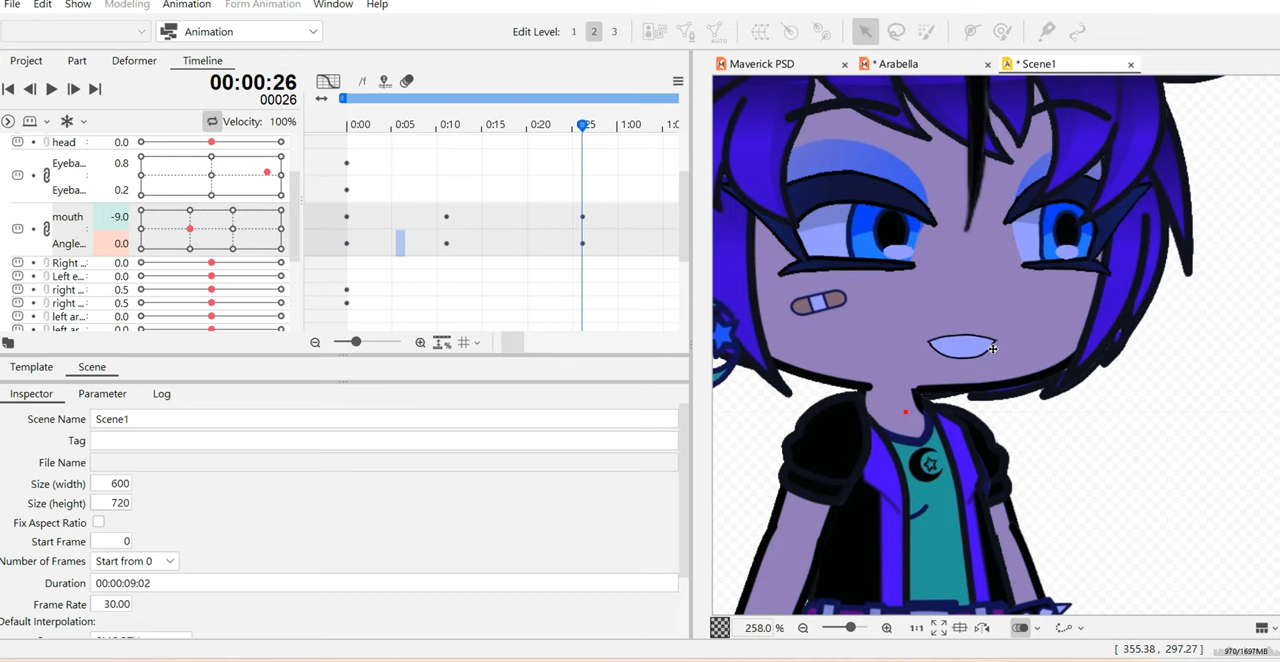 File Edit Show Modeling Animation Form Animation Window Help
Animation Edit Level: 1 2 3 AUTO
Project Part Deformer Timeline
Maverick PSD × * Arabella × * Scene1 ×
00:00:26
00026
/f
Velocity: 100%
0:00 0:05 0:10 0:15 0:20 0:25 1:00
head 0.0
Eyeba... 0.8
Eyeba... 0.2
mouth -9.0
Angle... 0.0
Right ... 0.0
Left e... 0.0
right ... 0.5
right ... 0.5
left ar... 0.0
Template Scene
Inspector Parameter Log
Scene Name Scene1
Tag
File Name
Size (width) 600
Size (height) 720
Fix Aspect Ratio
Start Frame 0
Number of Frames Start from 0
Duration 00:00:09:02
Frame Rate 30.00
Default Interpolation:
258.0 % 1:1
[ 355.38, 297.27 ] 970/1697MB